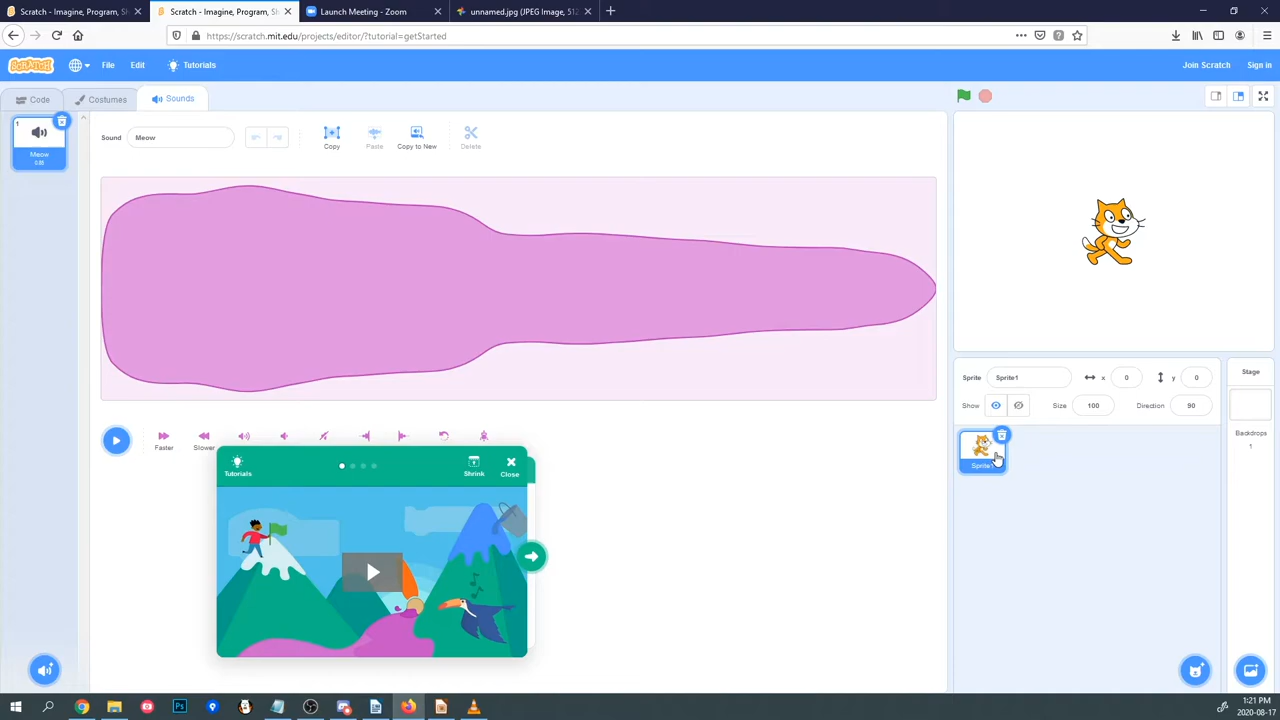 Scratch - Imagine, Program, S
Scratch - Imagine, Program, S
Launch Meeting - Zoom
unnamed.jpg (JPEG Image, 512
https://scratch.mit.edu/projects/editor/?tutorial=getStarted
SCRATCH
File
Edit
Tutorials
Join Scratch
Sign in
Code
Costumes
Sounds
1
Meow
Sound
Meow
Copy
Paste
Copy to New
Delete
Faster
Slower
Tutorials
Shrink
Close
Sprite
Sprite1
x
0
y
0
Show
Size
100
Direction
90
Sprite1
Stage
Backdrops
1
1:21 PM
2020-08-17